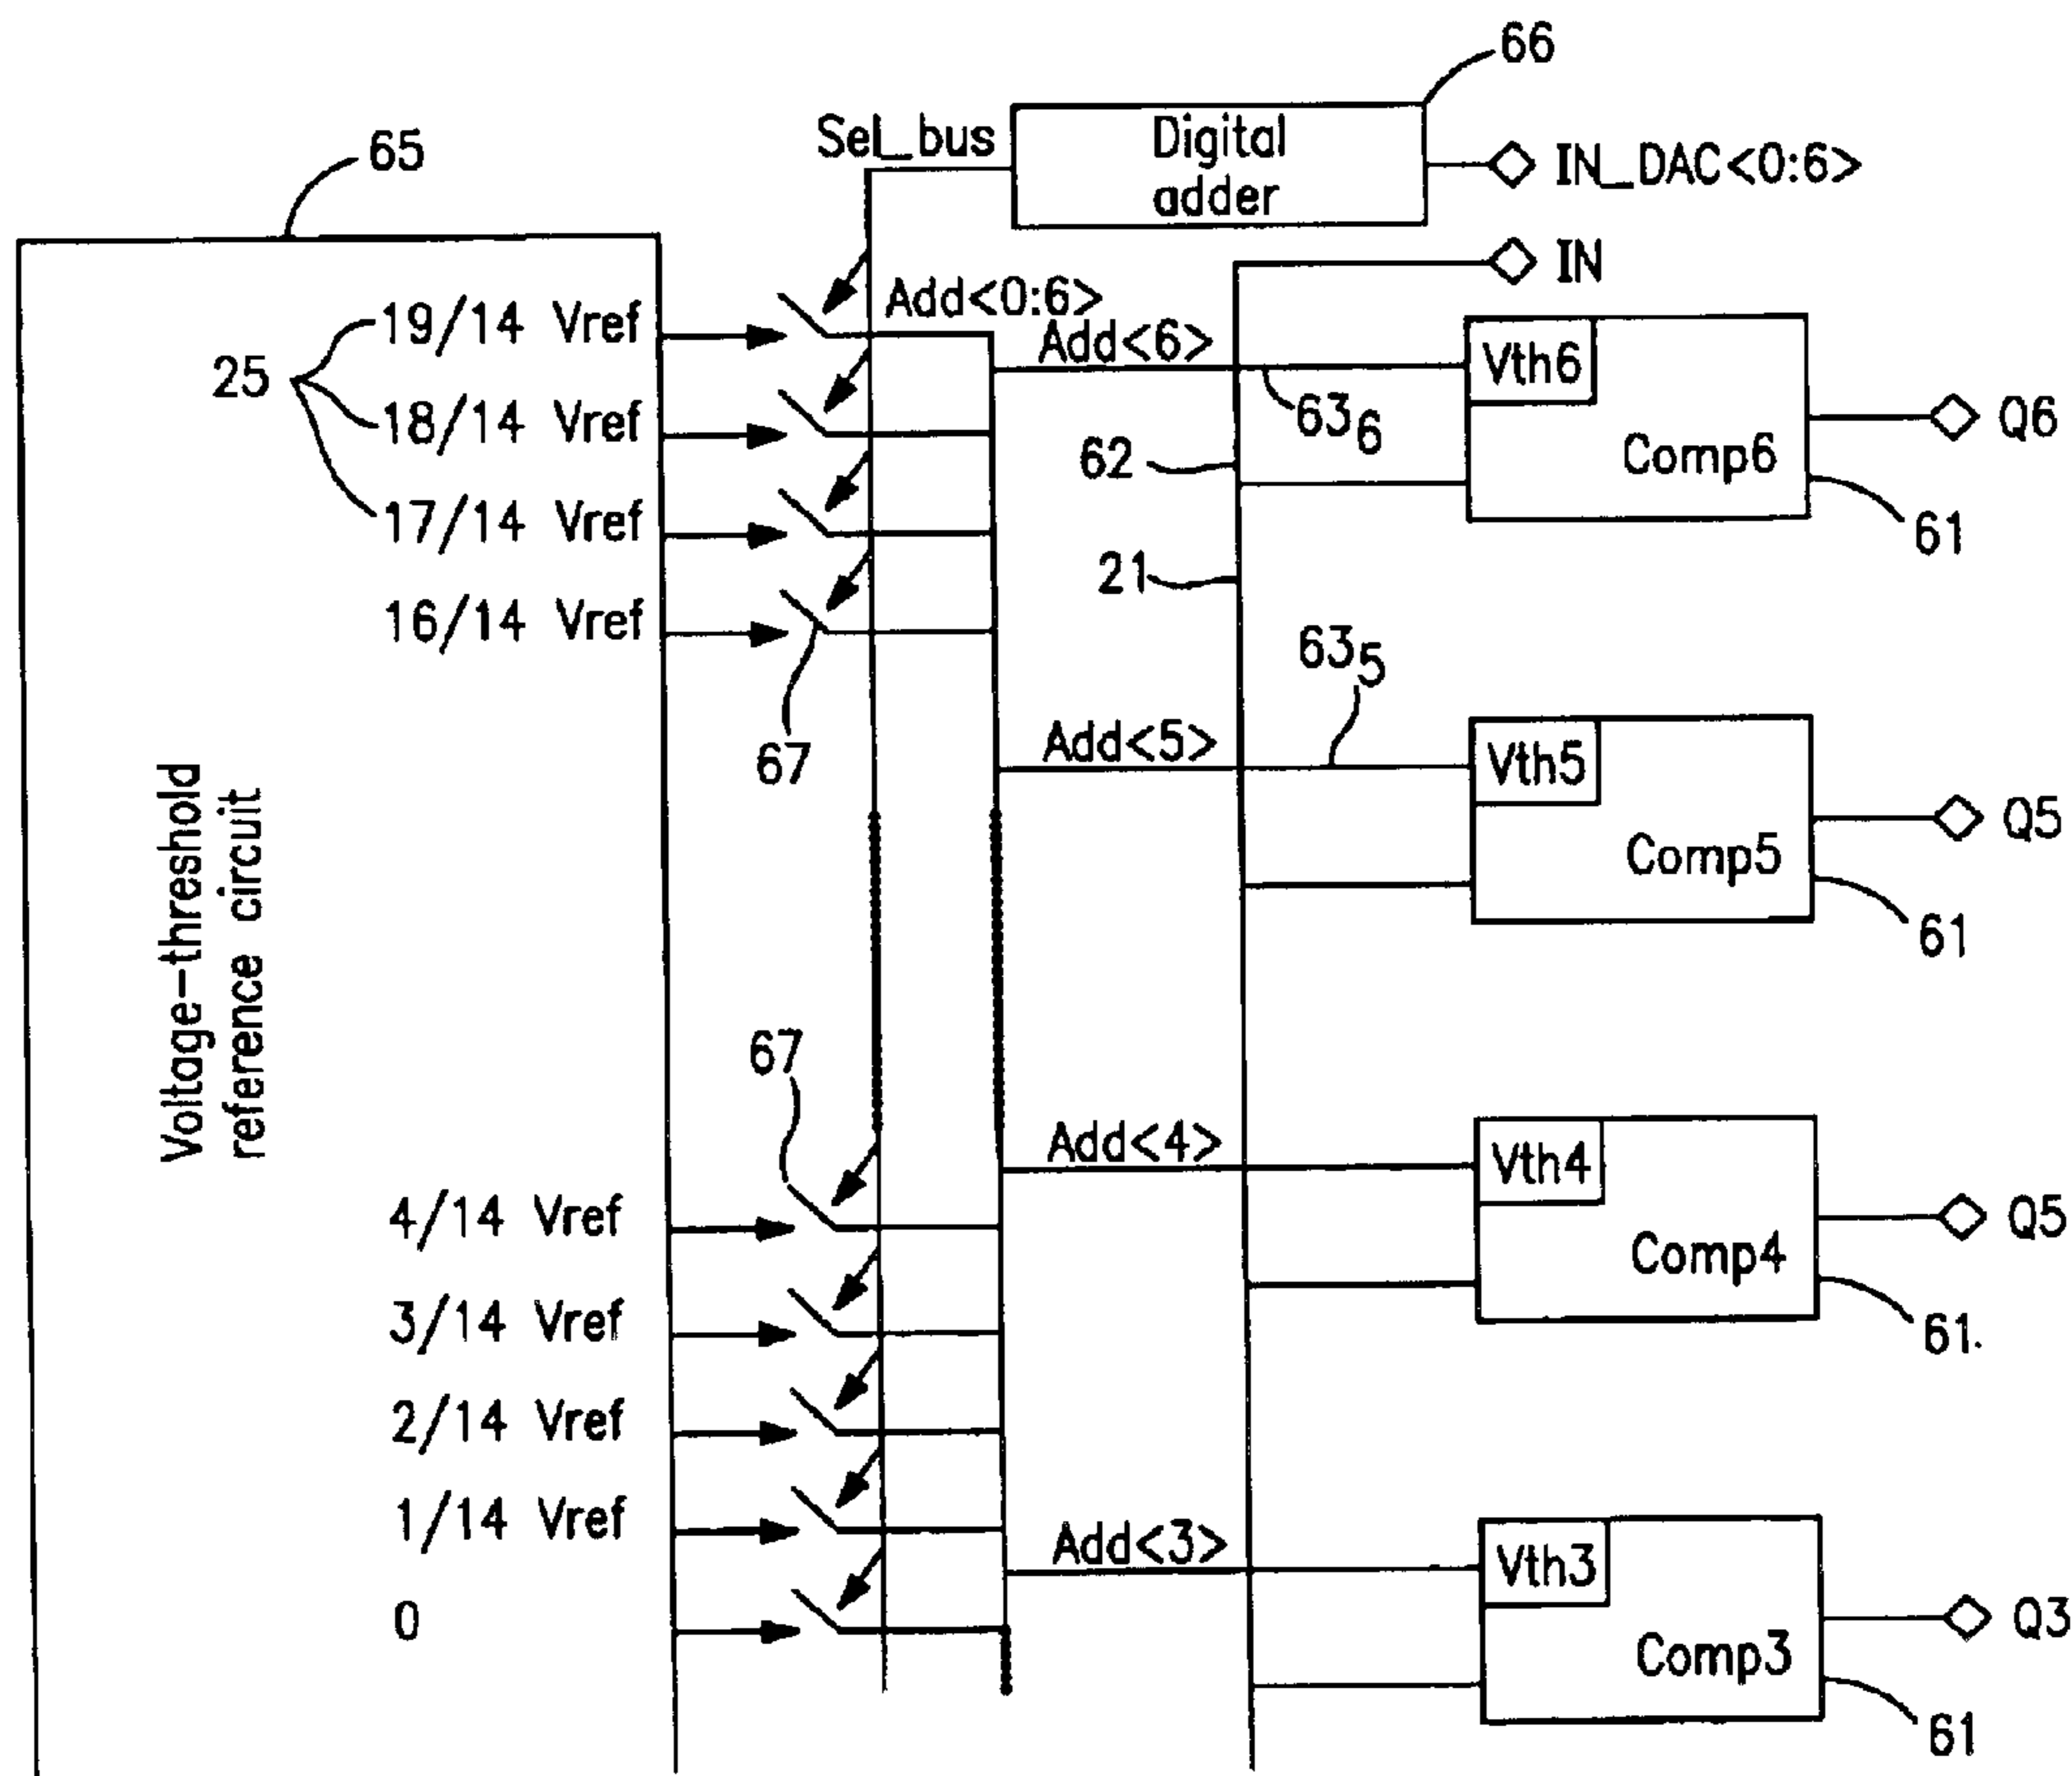 66
Sel_bus
Digital
adder
IN_DAC<0:6>
65
IN
Add<0:6>
19/14 Vref
25
18/14 Vref
17/14 Vref
16/14 Vref
67
Add<6>
Vth6
63 6
62
Comp6
Q6
61
21
63 5
Add<5>
Vth5
Comp5
Q5
61
Voltage-threshold
reference circuit
67
Add<4>
Vth4
Comp4
Q5
61.
4/14 Vref
3/14 Vref
2/14 Vref
1/14 Vref
0
Add<3>
Vth3
Comp3
Q3
61